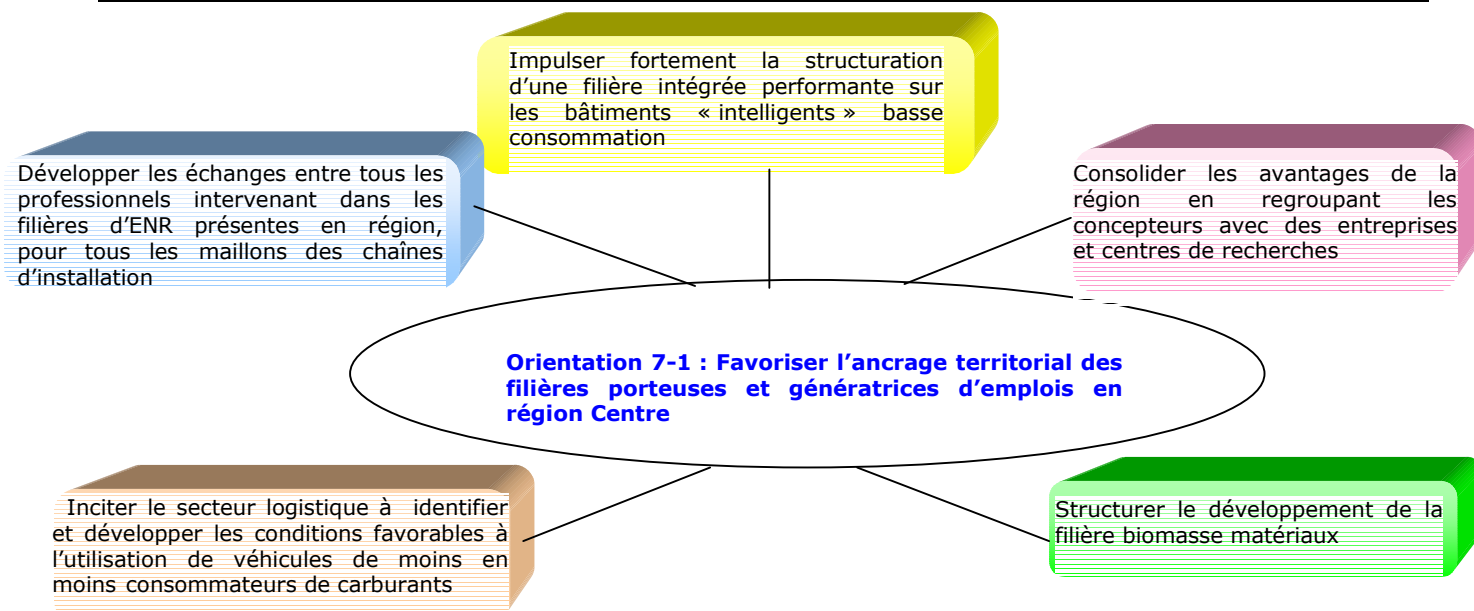 Impulser fortement la structuration
d’une filière intégrée performante sur
les bâtiments « intelligents » basse
consommation
Développer les échanges entre tous les
professionnels intervenant dans les
filières d’ENR présentes en région,
pour tous les maillons des chaînes
d’installation
Consolider les avantages de la
région en regroupant les
concepteurs avec des entreprises
et centres de recherches
Orientation 7-1 : Favoriser l’ancrage territorial des
filières porteuses et génératrices d’emplois en
région Centre
Inciter le secteur logistique à identifier
et développer les conditions favorables à
l’utilisation de véhicules de moins en
moins consommateurs de carburants
Structurer le développement de la
filière biomasse matériaux